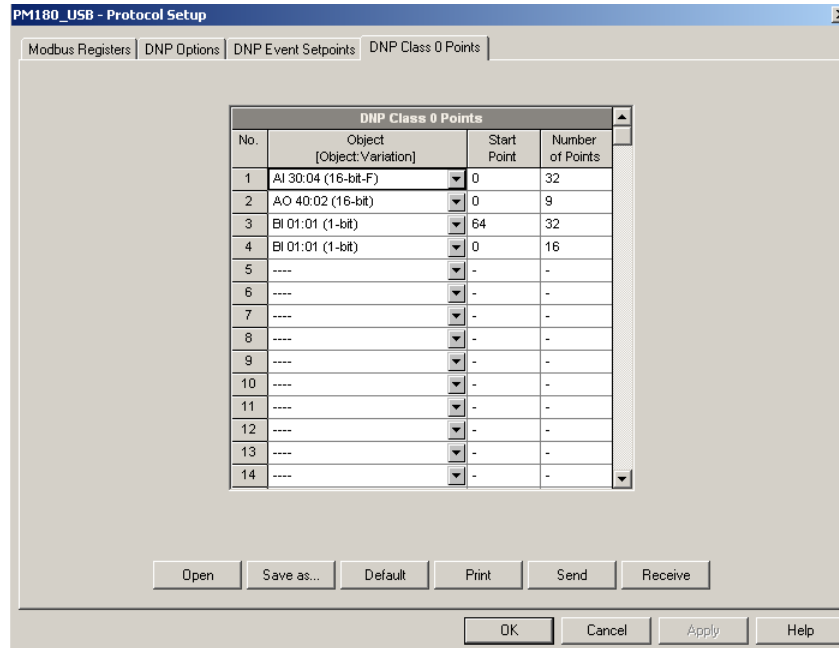 PM180_USB - Protocol Setup
Modbus Registers DNP Options DNP Event Setpoints DNP Class 0 Points
DNP Class 0 Points
No. Object [Object:Variation] Start Point Number of Points
1 AI 30:04 (16-bit-F) 0 32
2 AO 40:02 (16-bit) 0 9
3 BI 01:01 (1-bit) 64 32
4 BI 01:01 (1-bit) 0 16
5 ---- - -
6 ---- - -
7 ---- - -
8 ---- - -
9 ---- - -
10 ---- - -
11 ---- - -
12 ---- - -
13 ---- - -
14 ---- - -
Open Save as... Default Print Send Receive
OK Cancel Apply Help